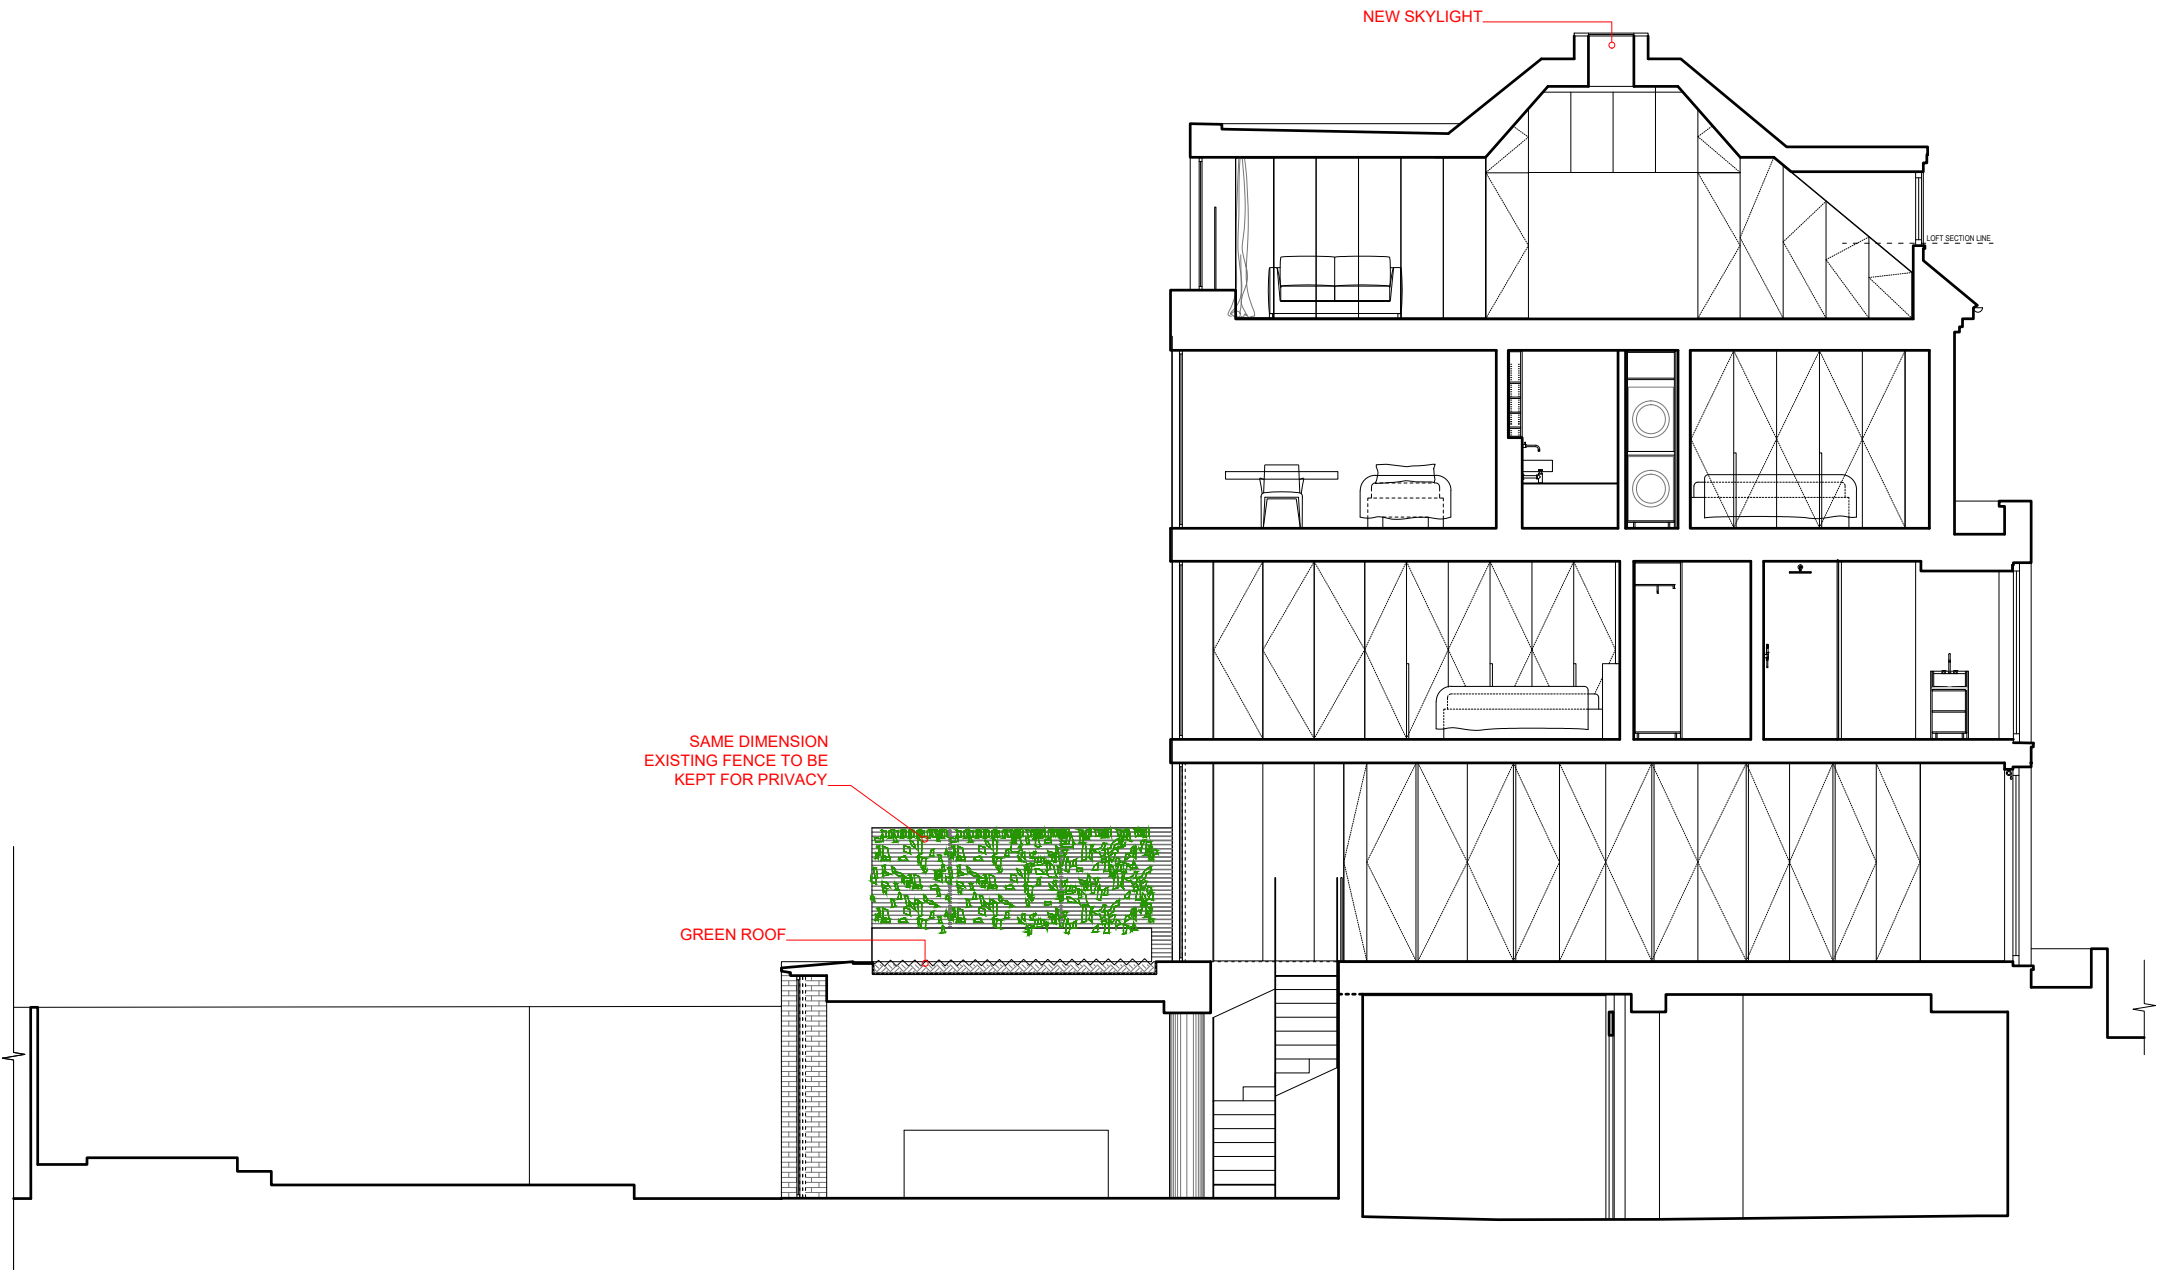 NEW SKYLIGHT
LOFT SECTION LINE
SAME DIMENSION
EXISTING FENCE TO BE
KEPT FOR PRIVACY
GREEN ROOF